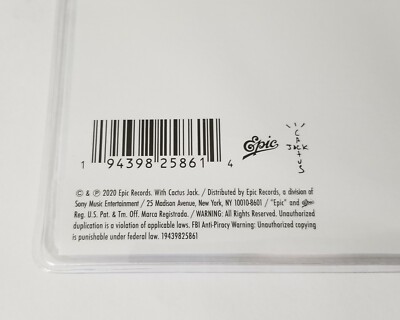 1 94398 25861 4
Epic
CACTUS
JACK
© & ℗ 2020 Epic Records. With Cactus Jack. / Distributed by Epic Records, a division of
Sony Music Entertainment / 25 Madison Avenue, New York, NY 10010-8601 / "Epic" and Epic
Reg. U.S. Pat. & Tm. Off. Marca Registrada. / WARNING: All Rights Reserved. Unauthorized
duplication is a violation of applicable laws. FBI Anti-Piracy Warning: Unauthorized copying
is punishable under federal law. 19439825861